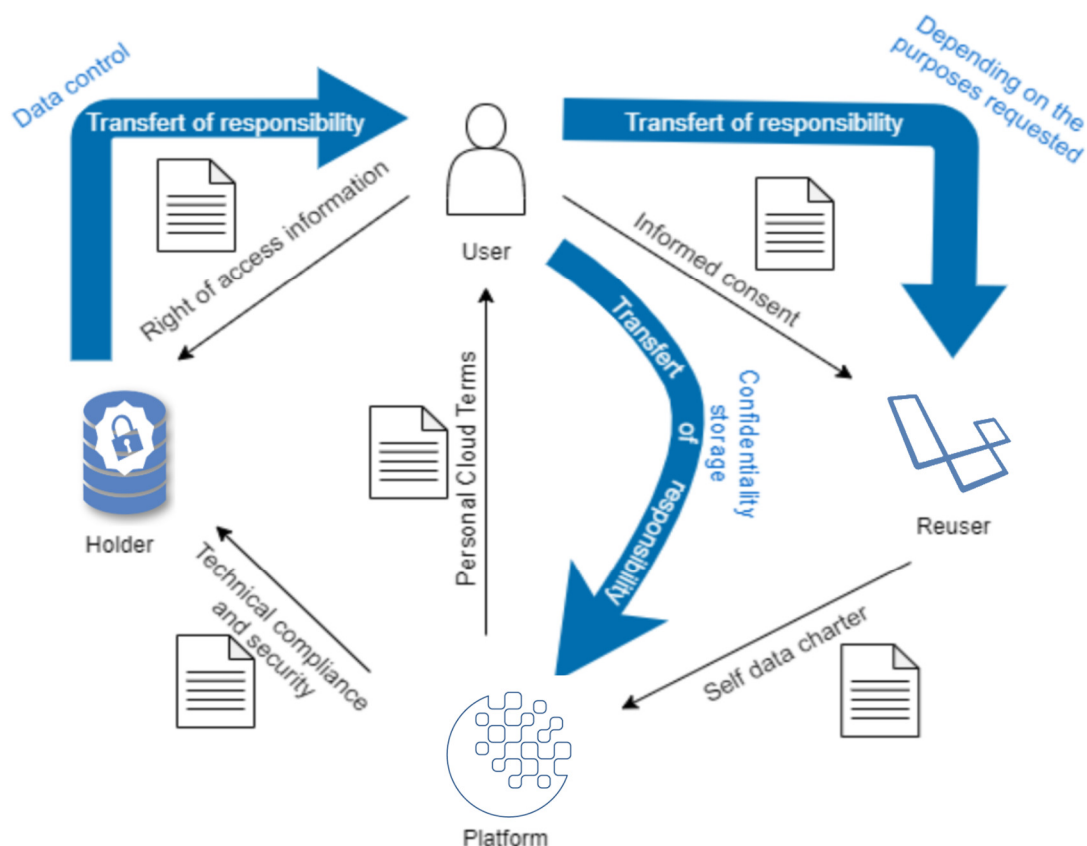 Data control
Depending on the
purposes requested
Transfert of responsibility
Transfert of responsibility
Right of access information
User
Informed consent
Transfert of responsibility
Confidentiality
storage
Personal Cloud Terms
Holder
Reuser
Technical compliance
and security
Self data charter
Platform